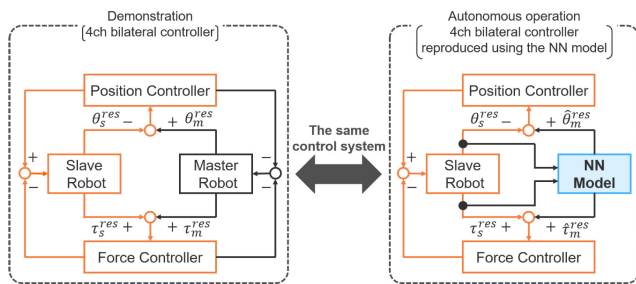 Demonstration
[4ch bilateral controller]
Position Controller
θ_s^{res} − + θ_m^{res}
+
−
Slave
Robot
Master
Robot
−
−
τ_s^{res} + + τ_m^{res}
Force Controller
The same
control system
Autonomous operation
[4ch bilateral controller
reproduced using the NN model]
Position Controller
θ_s^{res} − + θ̂_m^{res}
+
−
Slave
Robot
NN
Model
τ_s^{res} + + τ̂_m^{res}
Force Controller